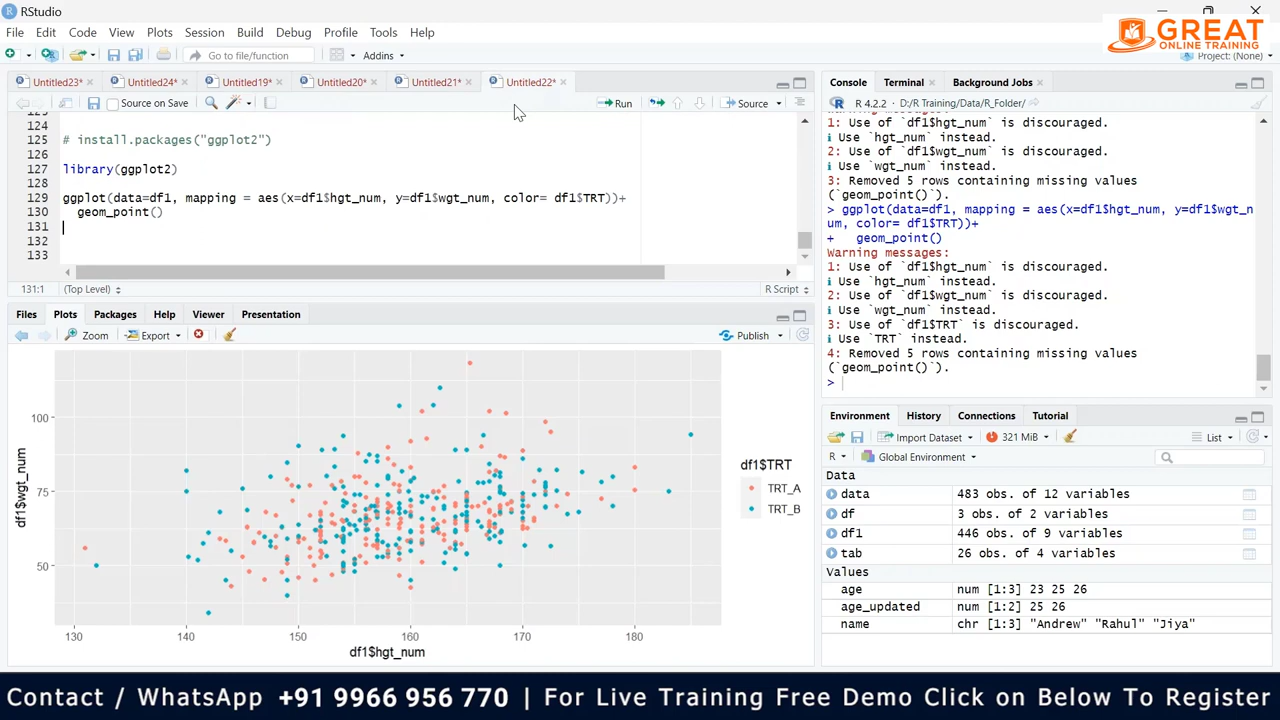 RStudio
File Edit Code View Plots Session Build Debug Profile Tools Help
GREAT
ONLINE TRAINING
Go to file/function Addins
Project: (None)
Untitled23* Untitled24* Untitled19* Untitled20* Untitled21* Untitled22*
Source on Save Run Source
124
125 # install.packages("ggplot2")
126
127 library(ggplot2)
128
129 ggplot(data=df1, mapping = aes(x=df1$hgt_num, y=df1$wgt_num, color= df1$TRT))+
130 geom_point()
131
132
133
131:1 (Top Level) R Script
Files Plots Packages Help Viewer Presentation
Zoom Export Publish
df1$wgt_num
100
75
50
130 140 150 160 170 180
df1$hgt_num
df1$TRT
TRT_A
TRT_B
Console Terminal Background Jobs
R 4.2.2 · D:/R Training/Data/R_Folder/
1: Use of `df1$hgt_num` is discouraged.
ℹ Use `hgt_num` instead.
2: Use of `df1$wgt_num` is discouraged.
ℹ Use `wgt_num` instead.
3: Removed 5 rows containing missing values
(`geom_point()`).
> ggplot(data=df1, mapping = aes(x=df1$hgt_num, y=df1$wgt_n
um, color= df1$TRT))+
+ geom_point()
Warning messages:
1: Use of `df1$hgt_num` is discouraged.
ℹ Use `hgt_num` instead.
2: Use of `df1$wgt_num` is discouraged.
ℹ Use `wgt_num` instead.
3: Use of `df1$TRT` is discouraged.
ℹ Use `TRT` instead.
4: Removed 5 rows containing missing values
(`geom_point()`).
>
Environment History Connections Tutorial
Import Dataset 321 MiB List
R Global Environment
Data
data 483 obs. of 12 variables
df 3 obs. of 2 variables
df1 446 obs. of 9 variables
tab 26 obs. of 4 variables
Values
age num [1:3] 23 25 26
age_updated num [1:2] 25 26
name chr [1:3] "Andrew" "Rahul" "Jiya"
Contact / WhatsApp +91 9966 956 770 | For Live Training Free Demo Click on Below To Register